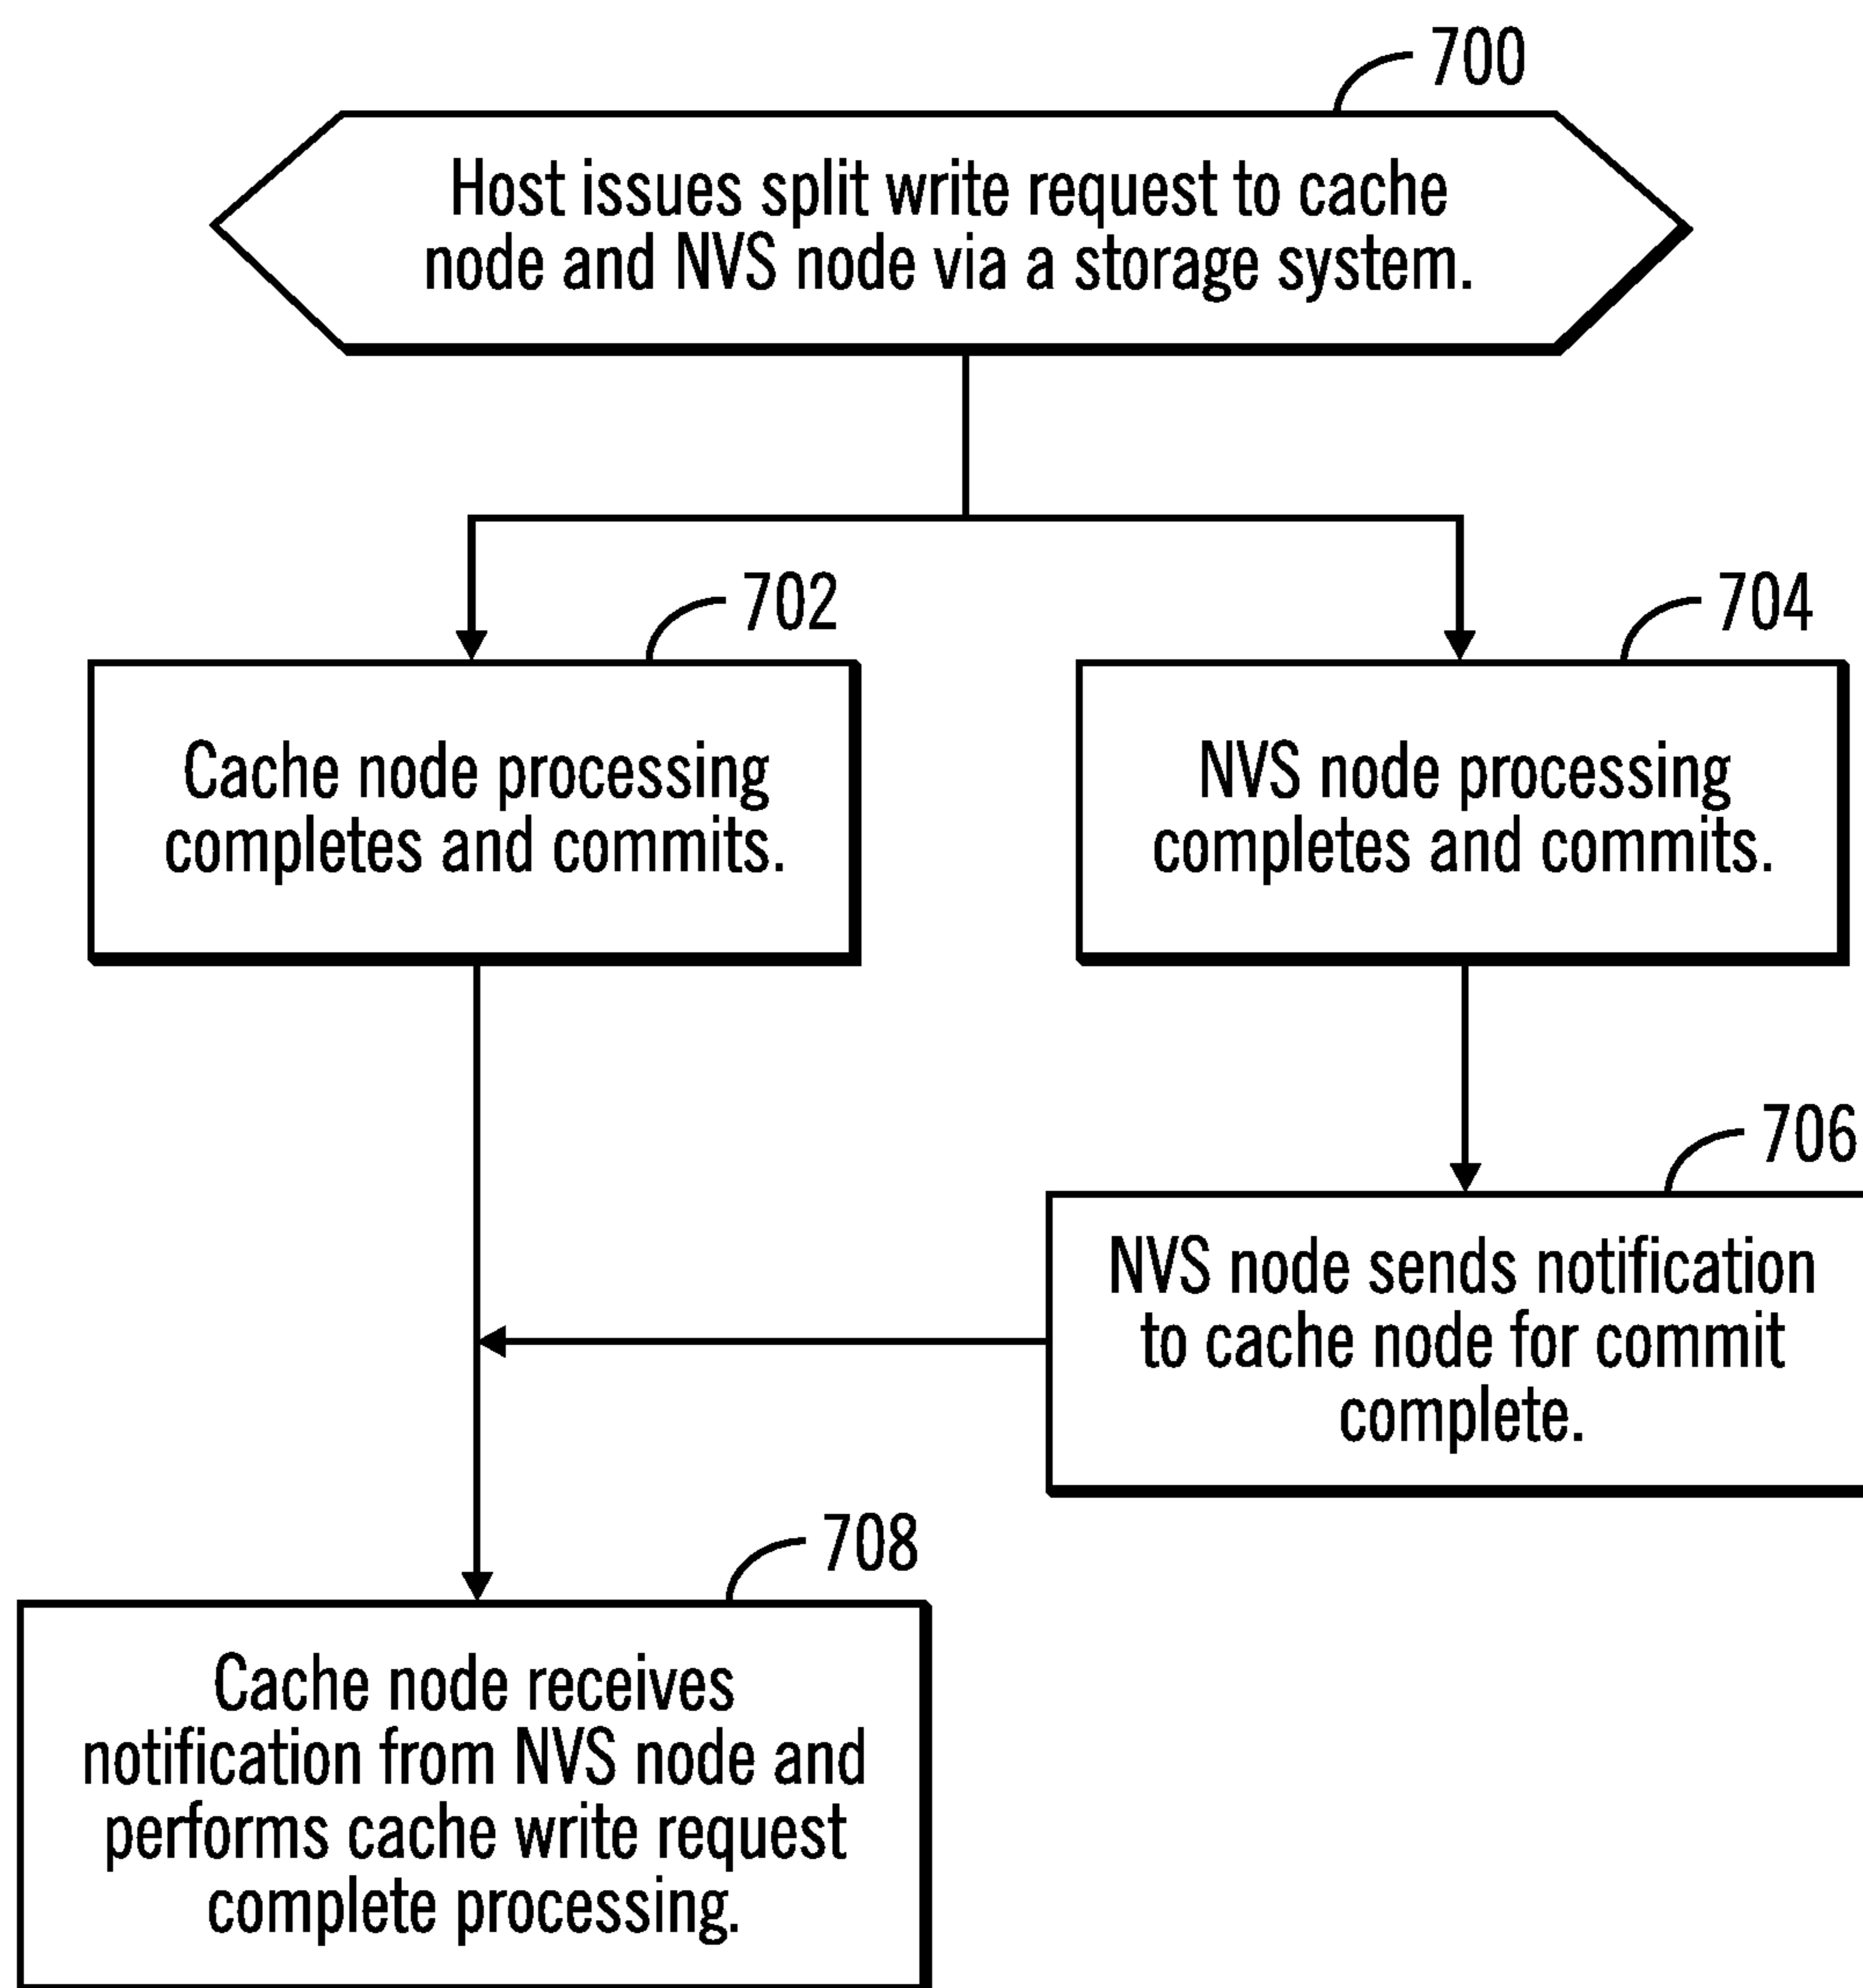 700
Host issues split write request to cache
node and NVS node via a storage system.
702
Cache node processing
completes and commits.
704
NVS node processing
completes and commits.
706
NVS node sends notification
to cache node for commit
complete.
708
Cache node receives
notification from NVS node and
performs cache write request
complete processing.